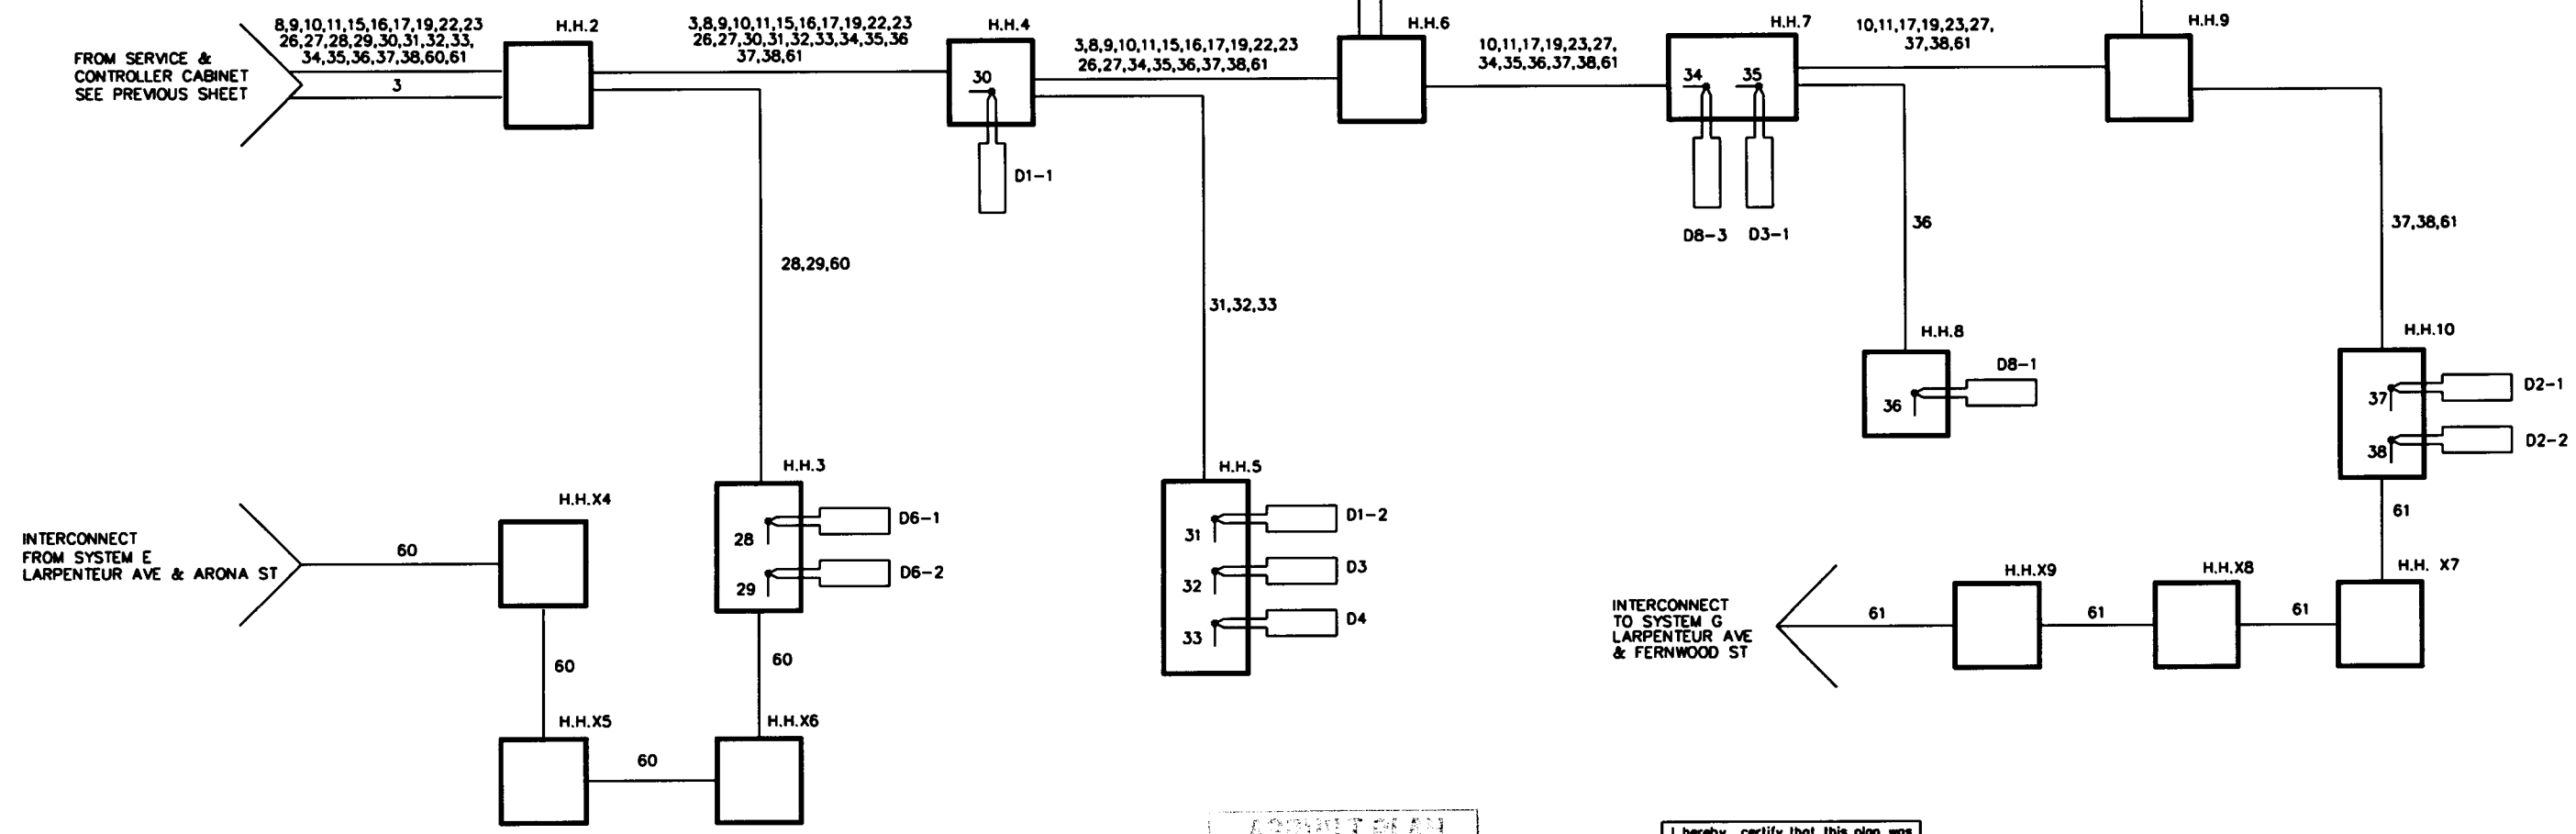 FROM SERVICE &
CONTROLLER CABINET
SEE PREVIOUS SHEET
8,9,10,11,15,16,17,19,22,23
26,27,28,29,30,31,32,33,
34,35,36,37,38,60,61
3
H.H.2
3,8,9,10,11,15,16,17,19,22,23
26,27,30,31,32,33,34,35,36
37,38,61
H.H.4
30
D1-1
3,8,9,10,11,15,16,17,19,22,23
26,27,34,35,36,37,38,61
H.H.6
10,11,17,19,23,27,
34,35,36,37,38,61
H.H.7
34
35
D8-3
D3-1
10,11,17,19,23,27,
37,38,61
H.H.9
28,29,60
31,32,33
36
37,38,61
H.H.8
36
D8-1
H.H.10
37
D2-1
38
D2-2
H.H.3
28
D6-1
29
D6-2
H.H.5
31
D1-2
32
D3
33
D4
INTERCONNECT
FROM SYSTEM E
LARPENTEUR AVE & ARONA ST
60
H.H.X4
60
H.H.X5
60
H.H.X6
60
61
INTERCONNECT
TO SYSTEM G
LARPENTEUR AVE
& FERNWOOD ST
61
H.H.X9
61
H.H.X8
61
H.H. X7
I hereby certify that this plan was